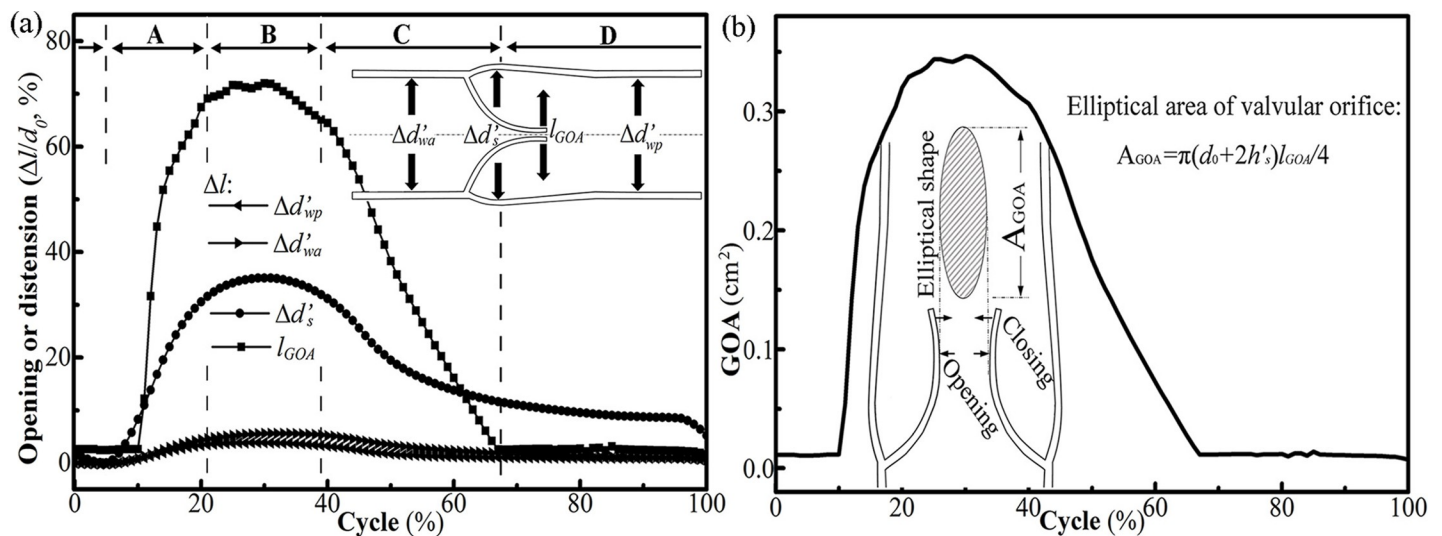 (a)
80
60
40
20
0
Opening or distension (Δl/d₀, %)
A B C D
Δl:
Δd'wp
Δd'wa
Δd's
lGOA
Δd'wa Δd's lGOA Δd'wp
0 20 40 60 80 100
Cycle (%)
(b)
0.3
0.2
0.1
0.0
GOA (cm²)
Elliptical area of valvular orifice:
AGOA=π(d₀+2h's)lGOA/4
Elliptical shape
AGOA
Opening
Closing
0 20 40 60 80 100
Cycle (%)